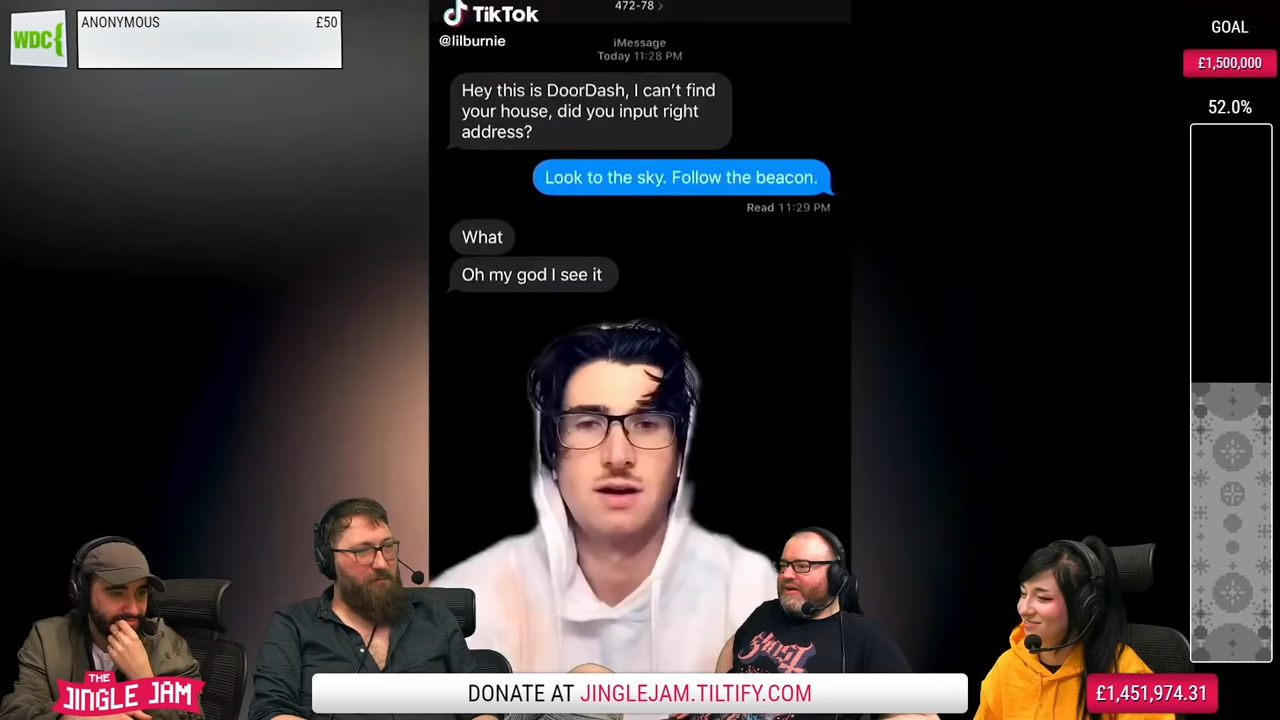 WDC{
ANONYMOUS £50
TikTok
@lilburnie
472-78 >
iMessage
Today 11:28 PM
Hey this is DoorDash, I can’t find
your house, did you input right
address?
Look to the sky. Follow the beacon.
Read 11:29 PM
What
Oh my god I see it
GOAL
£1,500,000
52.0%
GHOST
THE
JINGLE JAM
DONATE AT JINGLEJAM.TILTIFY.COM
£1,451,974.31